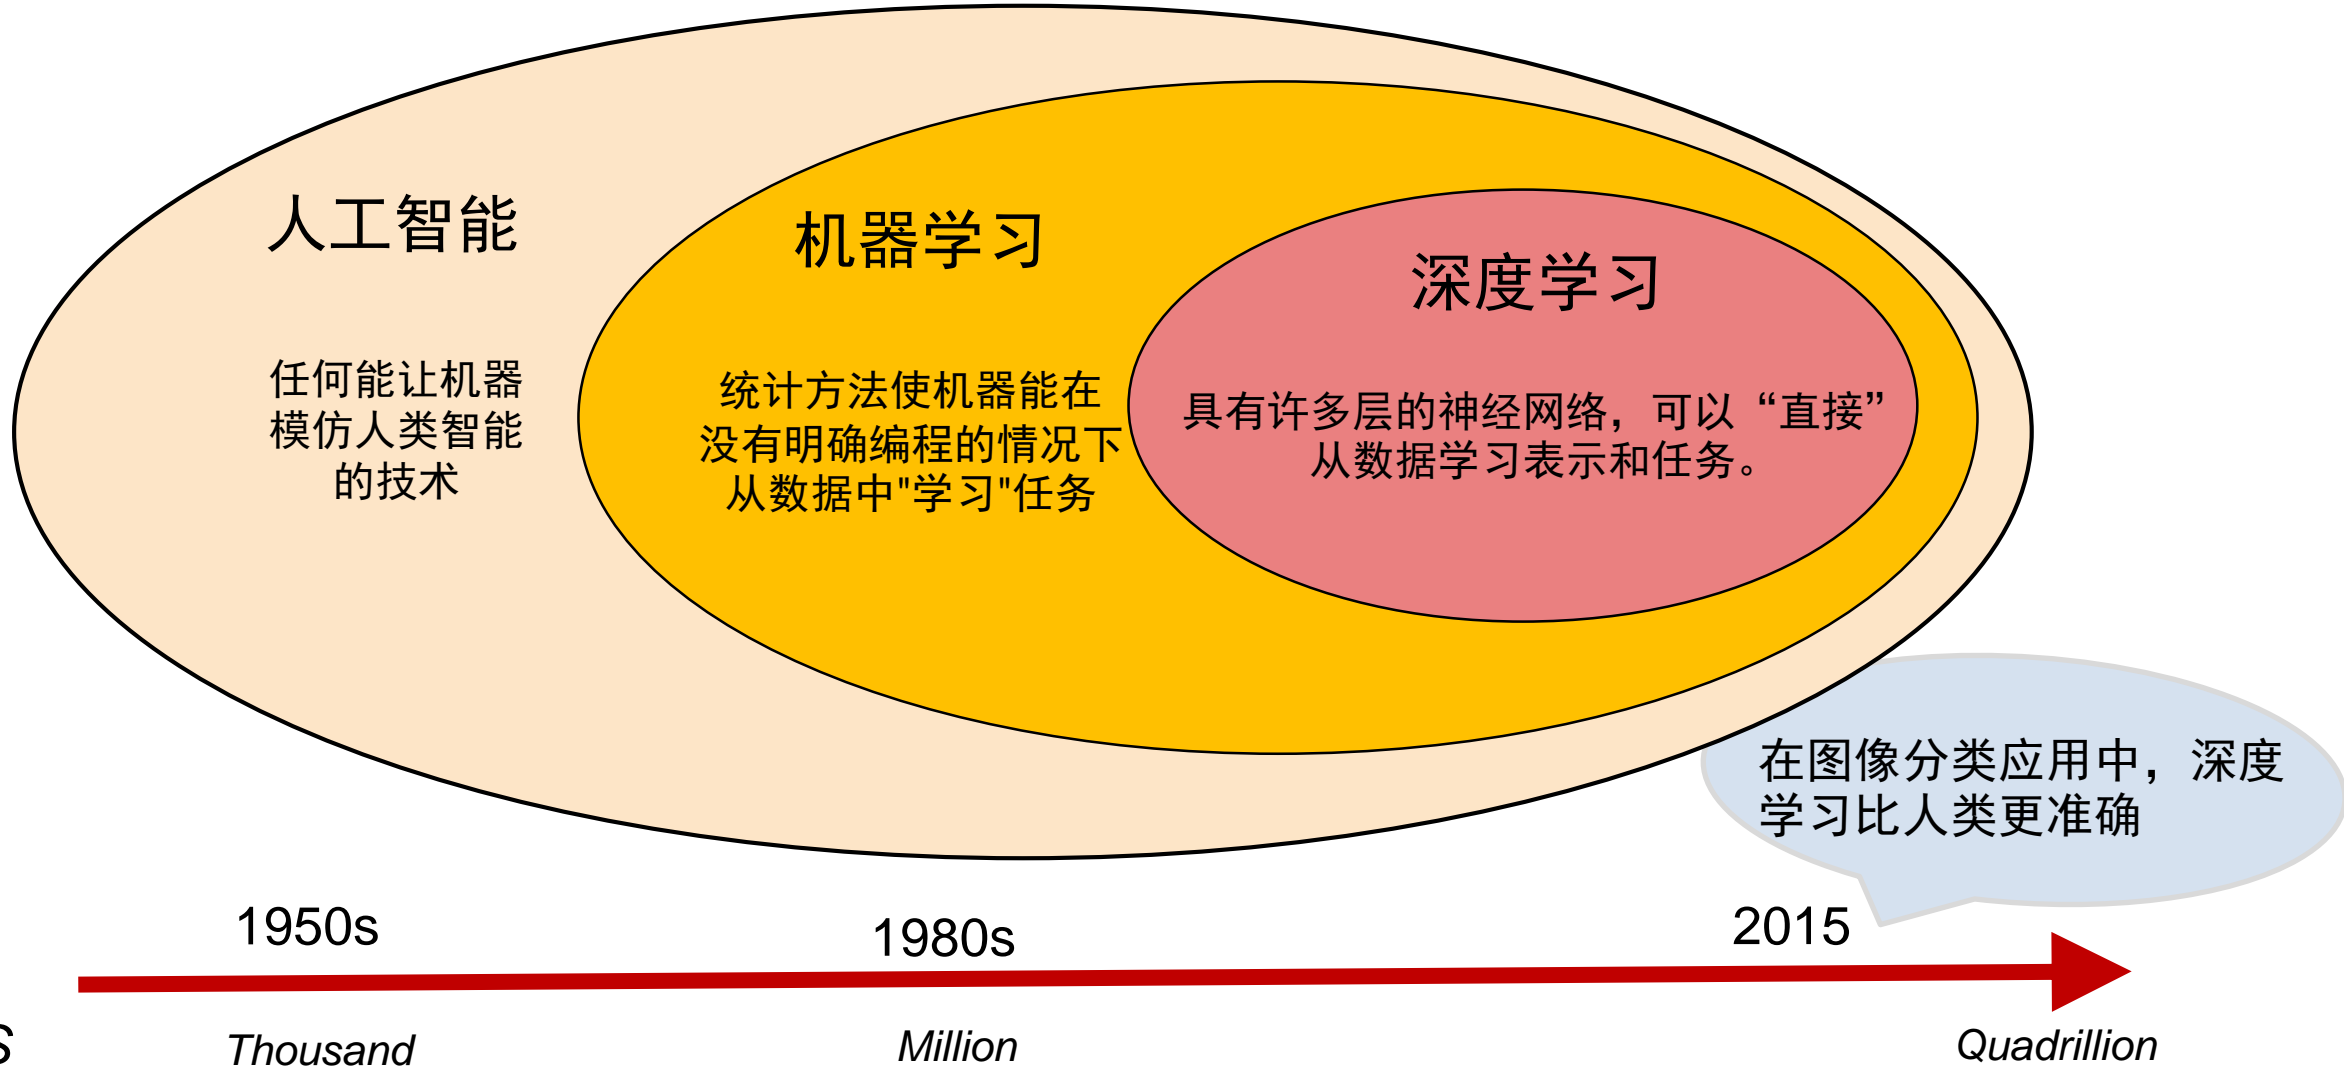 人工智能
任何能让机器
模仿人类智能
的技术
机器学习
统计方法使机器能在
没有明确编程的情况下
从数据中"学习"任务
深度学习
具有许多层的神经网络，可以“直接”
从数据学习表示和任务。
在图像分类应用中，深度
学习比人类更准确
1950s
1980s
2015
Thousand
Million
Quadrillion